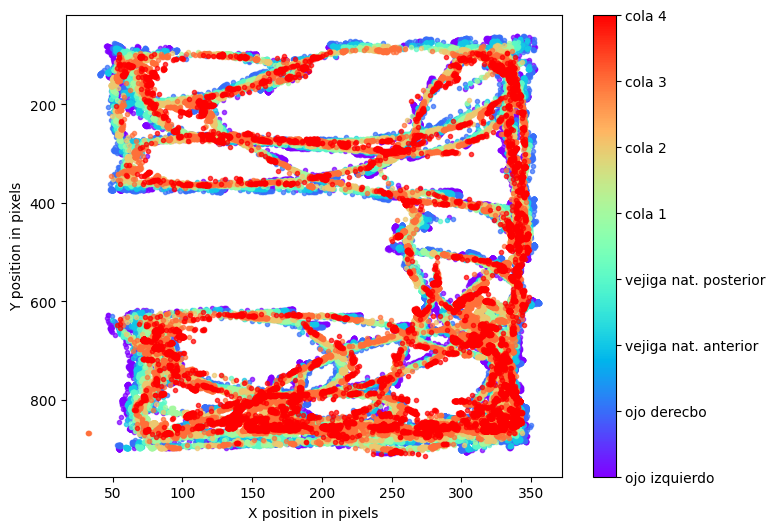 cola 4
cola 3
cola 2
cola 1
vejiga nat. posterior
vejiga nat. anterior
ojo derecbo
ojo izquierdo
Y position in pixels
200
400
600
800
50
100
150
200
250
300
350
X position in pixels